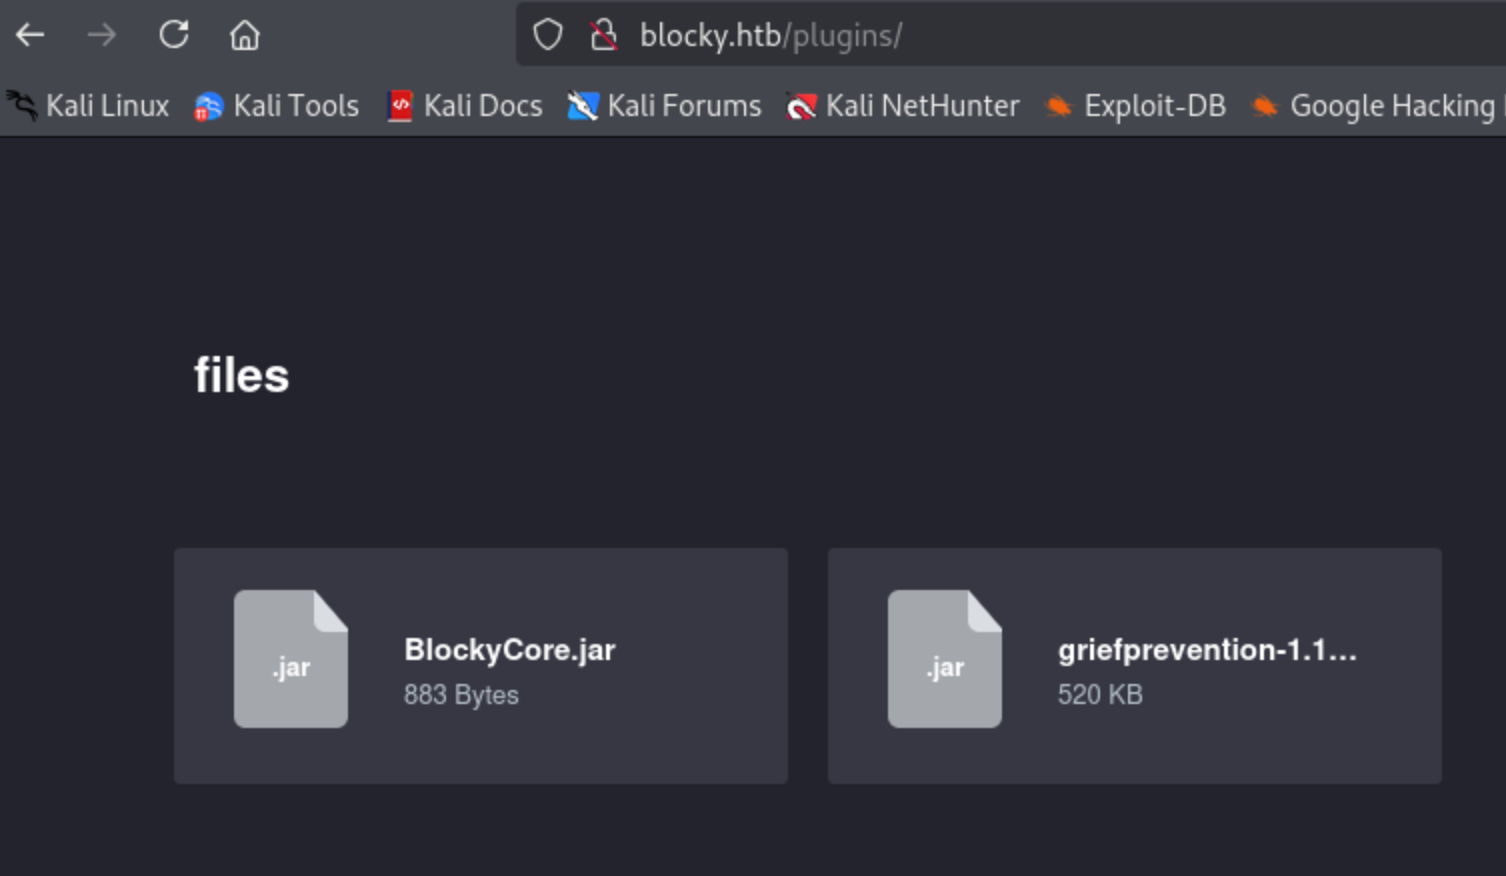 blocky.htb/plugins/
Kali Linux Kali Tools Kali Docs Kali Forums Kali NetHunter Exploit-DB Google Hacking
files
.jar
BlockyCore.jar
883 Bytes
.jar
griefprevention-1.1...
520 KB